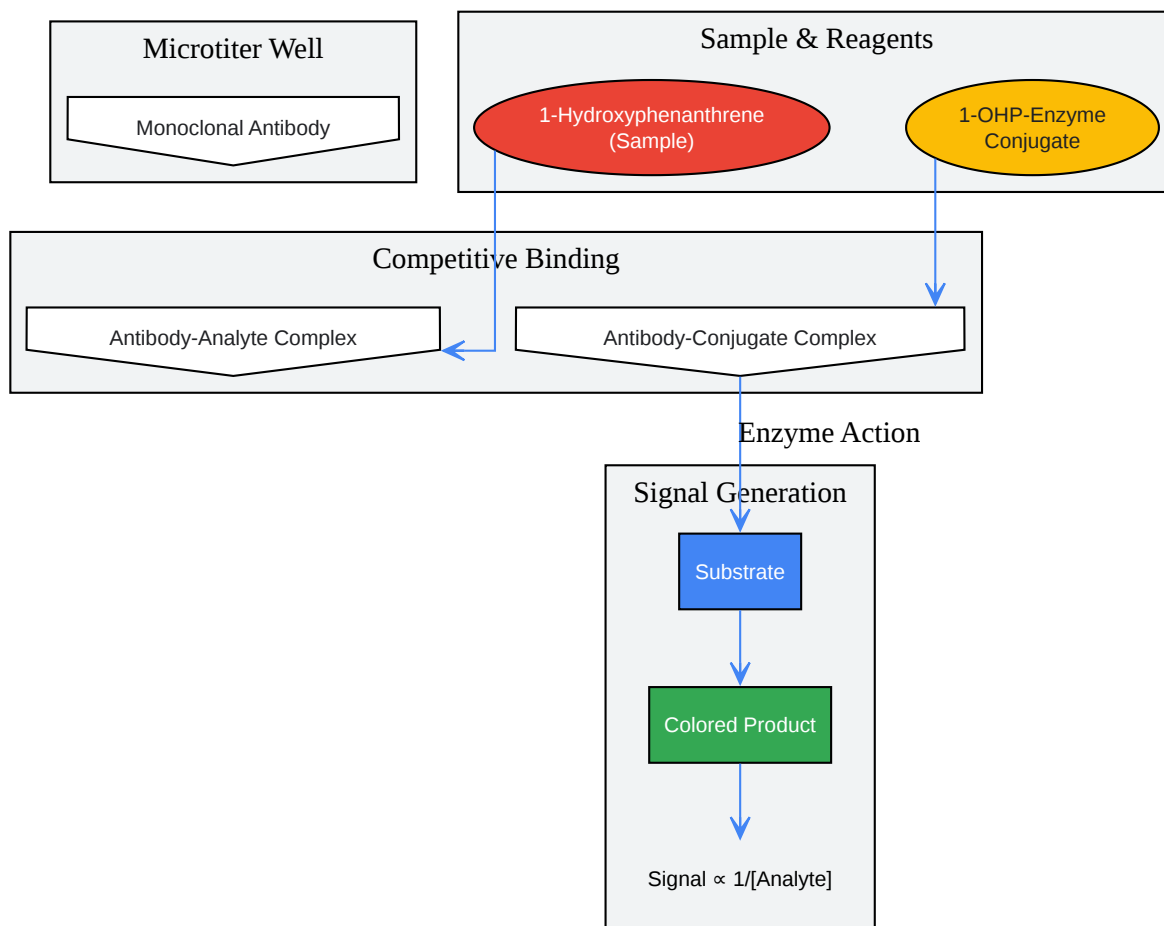 Microtiter Well
Monoclonal Antibody
Sample & Reagents
1-Hydroxyphenanthrene
(Sample)
1-OHP-Enzyme
Conjugate
Competitive Binding
Antibody-Analyte Complex
Antibody-Conjugate Complex
Enzyme Action
Signal Generation
Substrate
Colored Product
Signal ∝ 1/[Analyte]